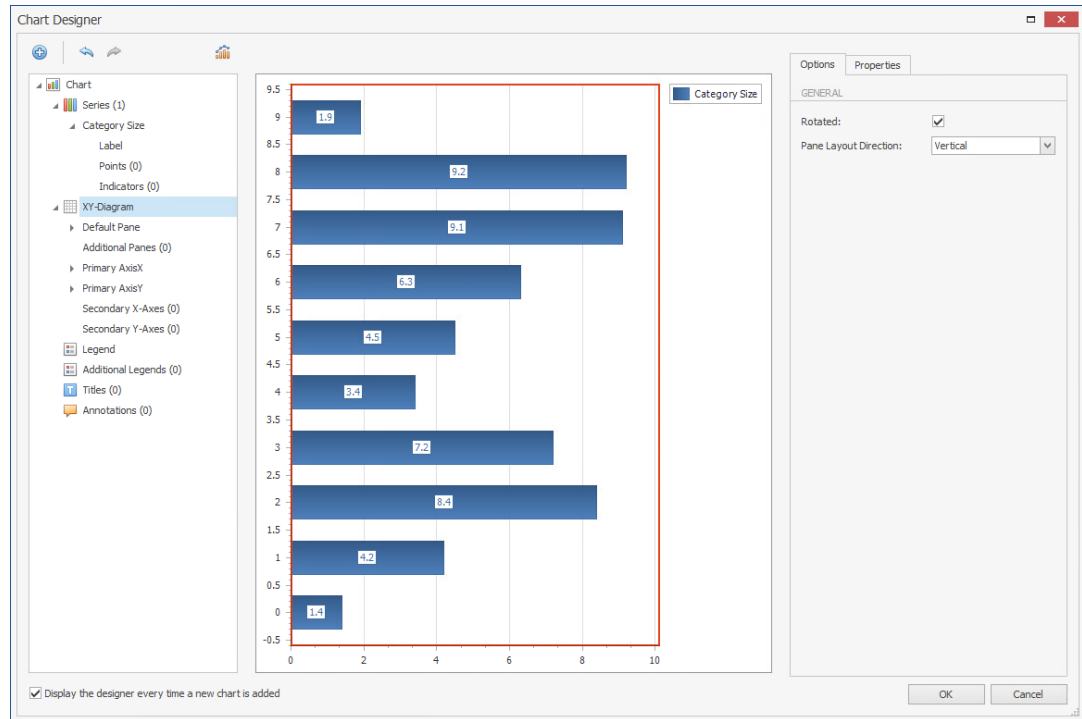 Chart Designer
Chart
Series (1)
Category Size
Label
Points (0)
Indicators (0)
XY-Diagram
Default Pane
Additional Panes (0)
Primary AxisX
Primary AxisY
Secondary X-Axes (0)
Secondary Y-Axes (0)
Legend
Additional Legends (0)
T Titles (0)
Annotations (0)
9.5
9 1.9
8.5
8 9.2
7.5
7 9.1
6.5
6 6.3
5.5
5 4.5
4.5
4 3.4
3.5
3 7.2
2.5
2 8.4
1.5
1 4.2
0.5
0 1.4
-0.5
0 2 4 6 8 10
Category Size
Options Properties
GENERAL
Rotated:
Pane Layout Direction: Vertical
Display the designer every time a new chart is added
OK Cancel